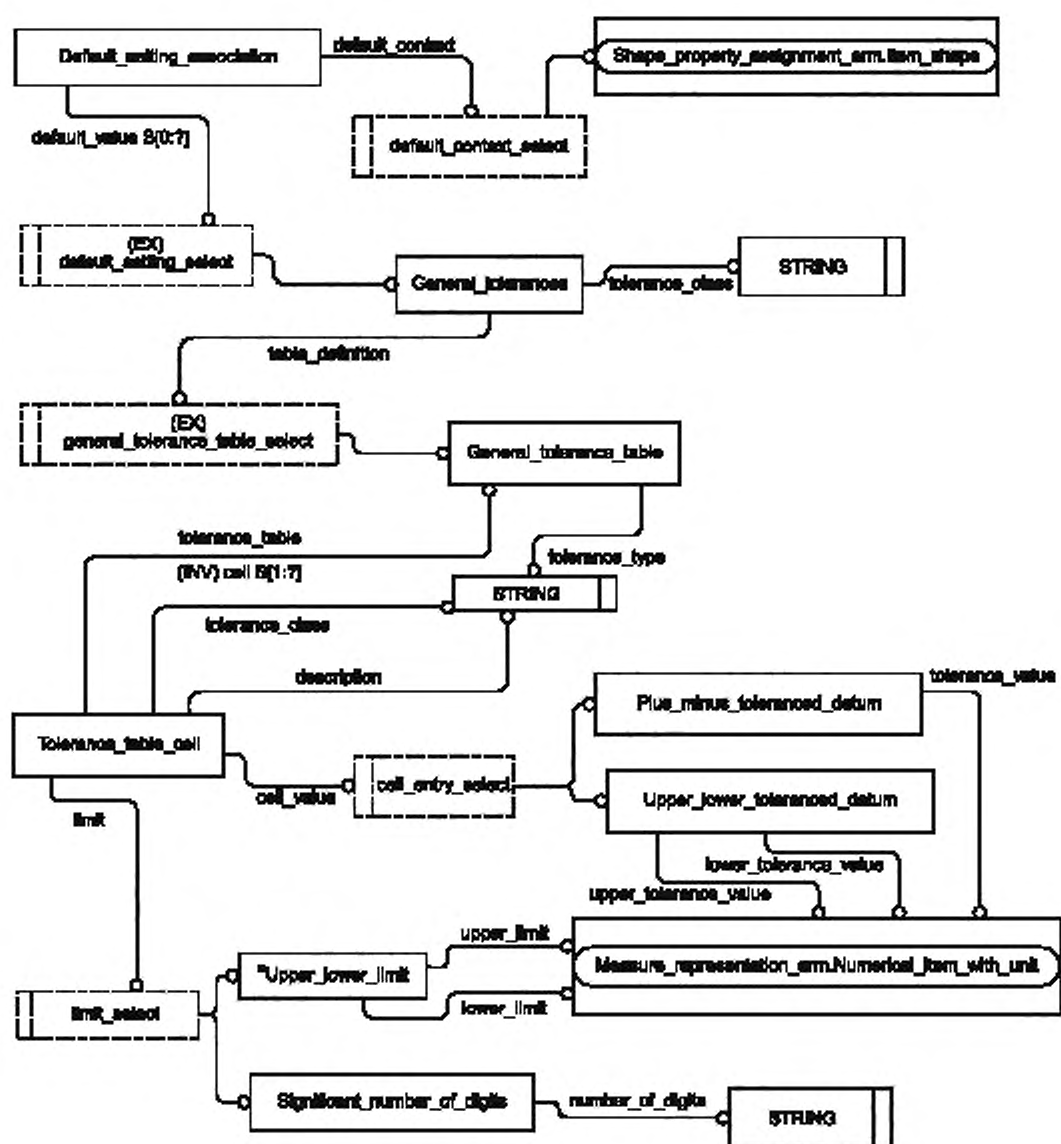 Default_setting_association
default_context
Shape_property_assignment_arm.Item_shape
default_value S[0:?]
default_context_select
(EX)
default_setting_select
General_tolerances
tolerance_class
STRING
table_definition
(EX)
general_tolerance_table_select
General_tolerance_table
tolerance_table
(INV) cell S[1:?]
tolerance_type
STRING
tolerance_class
description
Plus_minus_toleranced_datum
tolerance_value
Tolerance_table_cell
cell_value
cell_entry_select
Upper_lower_toleranced_datum
limit
lower_tolerance_value
upper_tolerance_value
upper_limit
*Upper_lower_limit
Measure_representation_arm.Numerical_item_with_unit
lower_limit
limit_select
Significant_number_of_digits
number_of_digits
STRING